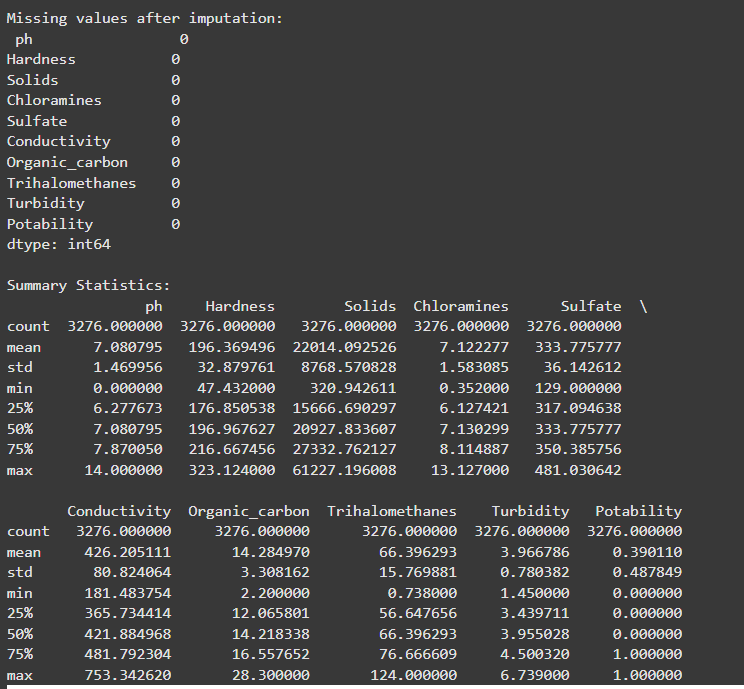 Missing values after imputation:
 ph                  0
Hardness           0
Solids             0
Chloramines        0
Sulfate            0
Conductivity       0
Organic_carbon     0
Trihalomethanes    0
Turbidity          0
Potability         0
dtype: int64

Summary Statistics:
                ph     Hardness        Solids  Chloramines      Sulfate  \
count  3276.000000  3276.000000   3276.000000  3276.000000  3276.000000
mean      7.080795   196.369496  22014.092526     7.122277   333.775777
std       1.469956    32.879761   8768.570828     1.583085    36.142612
min       0.000000    47.432000    320.942611     0.352000   129.000000
25%       6.277673   176.850538  15666.690297     6.127421   317.094638
50%       7.080795   196.967627  20927.833607     7.130299   333.775777
75%       7.870050   216.667456  27332.762127     8.114887   350.385756
max      14.000000   323.124000  61227.196008    13.127000   481.030642

       Conductivity  Organic_carbon  Trihalomethanes    Turbidity   Potability
count   3276.000000     3276.000000      3276.000000  3276.000000  3276.000000
mean     426.205111       14.284970        66.396293     3.966786     0.390110
std       80.824064        3.308162        15.769881     0.780382     0.487849
min      181.483754        2.200000         0.738000     1.450000     0.000000
25%      365.734414       12.065801        56.647656     3.439711     0.000000
50%      421.884968       14.218338        66.396293     3.955028     0.000000
75%      481.792304       16.557652        76.666609     4.500320     1.000000
max      753.342620       28.300000       124.000000     6.739000     1.000000